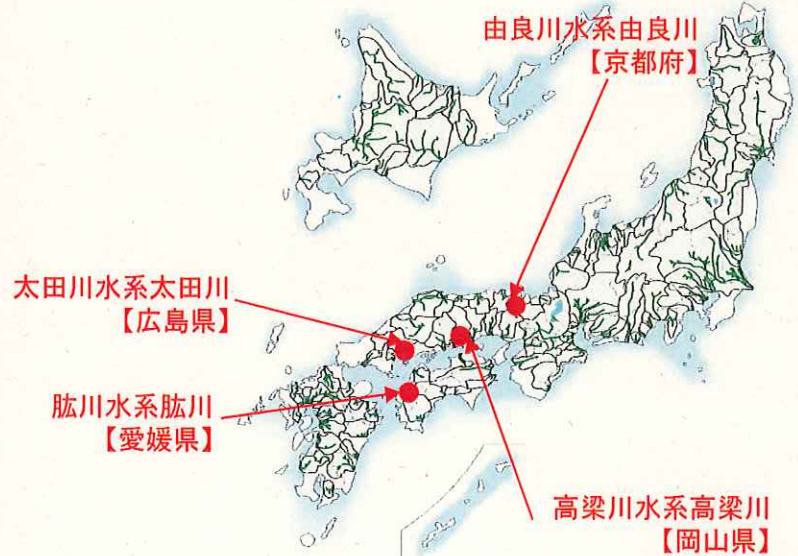 由良川水系由良川
【京都府】
太田川水系太田川
【広島県】
肱川水系肱川
【愛媛県】
高梁川水系高梁川
【岡山県】